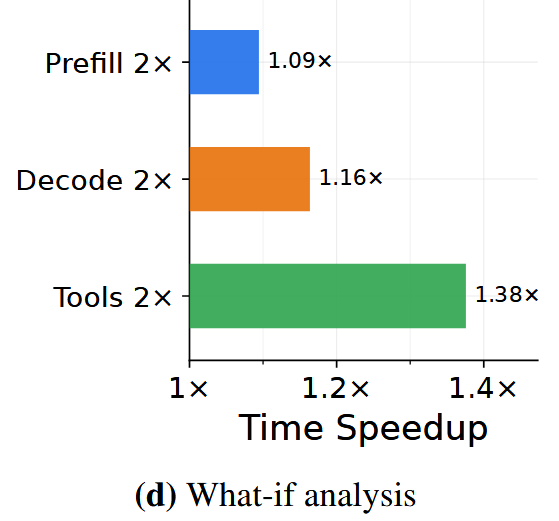 Prefill 2× 1.09×
Decode 2× 1.16×
Tools 2× 1.38×
1× 1.2× 1.4×
Time Speedup
(d) What-if analysis